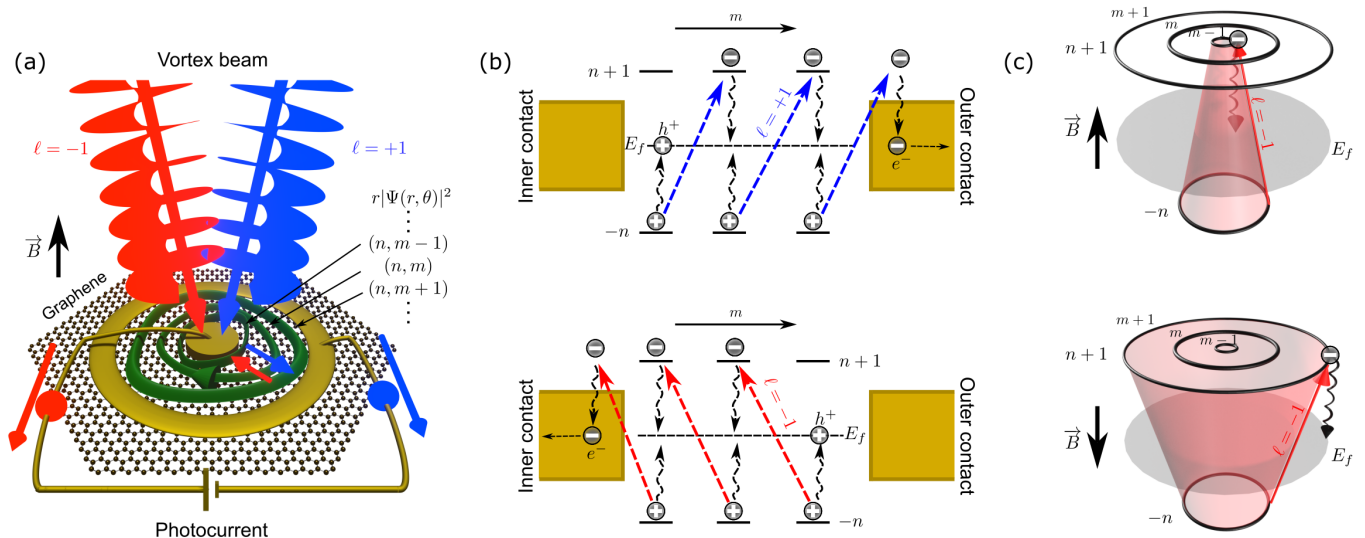 (a)
Vortex beam
ℓ = −1
ℓ = +1
B⃗
r|Ψ(r, θ)|²
(n, m − 1)
(n, m)
(n, m + 1)
Graphene
Photocurrent
(b)
m
n + 1
ℓ=+1
Inner contact
Outer contact
E_f
h⁺
e⁻
−n
m
n + 1
ℓ=−1
Inner contact
Outer contact
h⁺
E_f
e⁻
−n
(c)
m + 1
m
m − 1
n + 1
B⃗
ℓ = −1
E_f
−n
m + 1
m
m − 1
n + 1
B⃗
ℓ = −1
E_f
−n